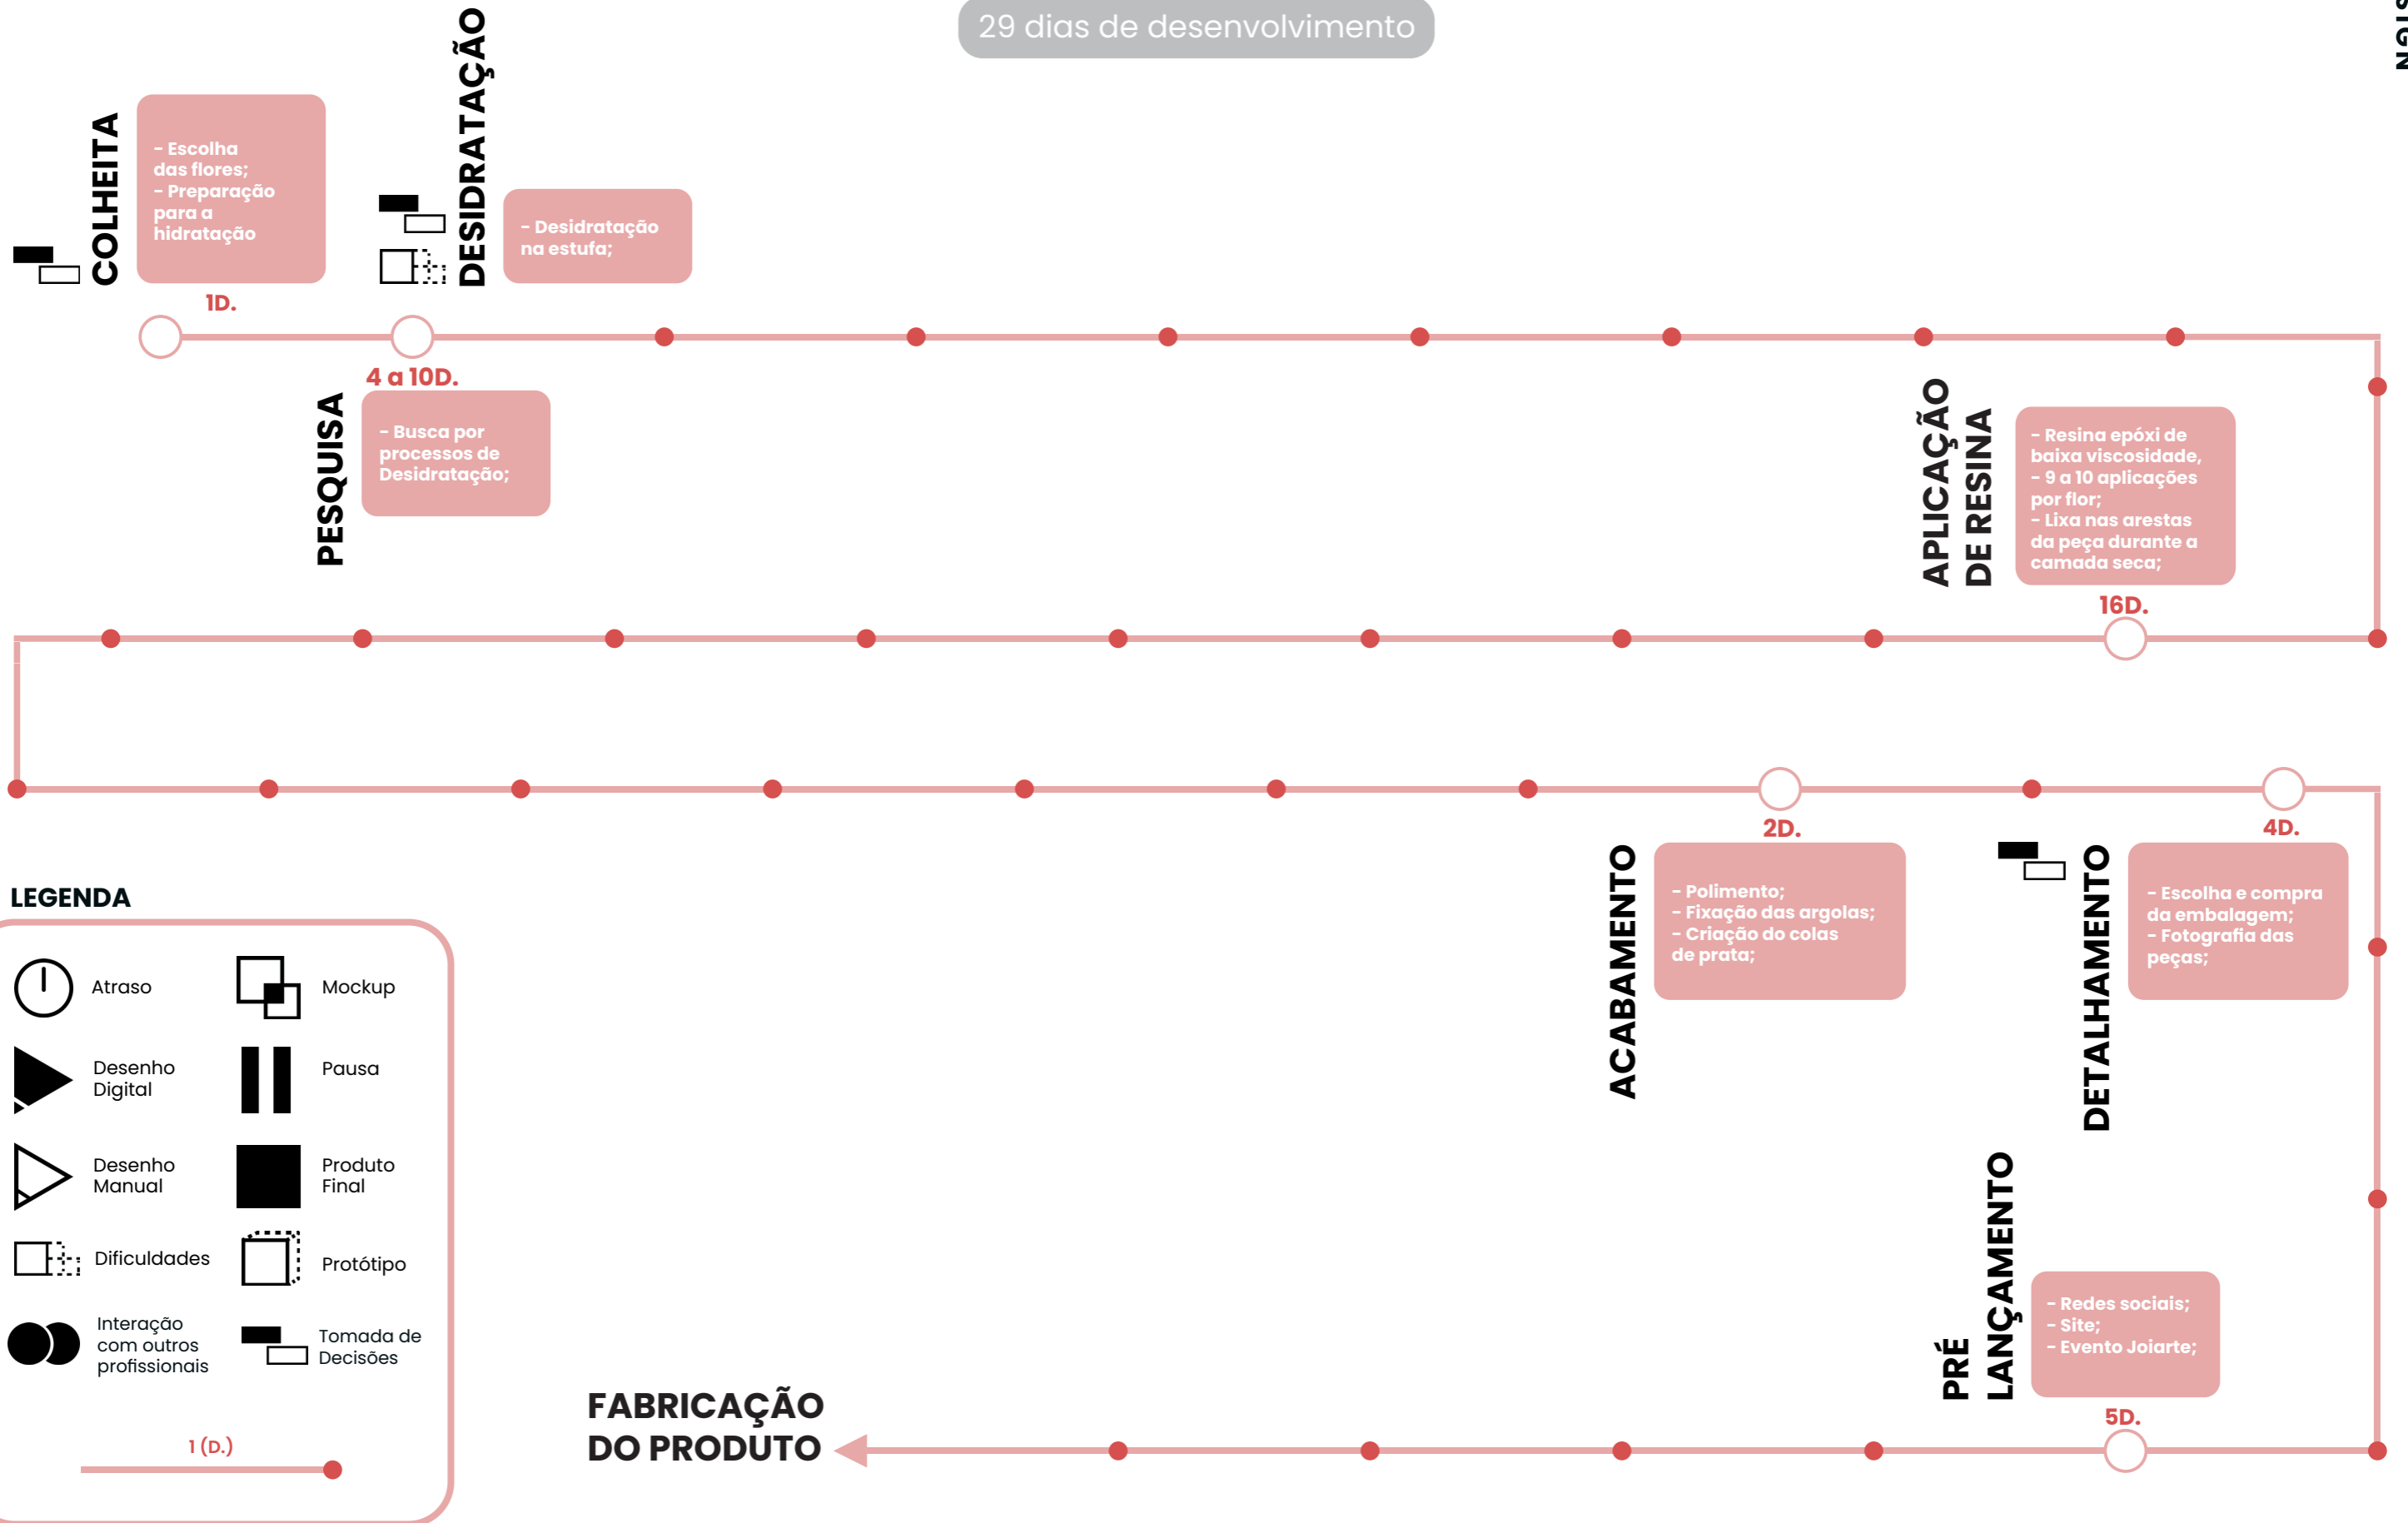 29 dias de desenvolvimento
COLHEITA
- Escolha
das flores;
- Preparação
para a
hidratação
1D.
DESIDRATAÇÃO
- Desidratação
na estufa;
4 a 10D.
PESQUISA
- Busca por
processos de
Desidratação;
APLICAÇÃO
DE RESINA
- Resina epóxi de
baixa viscosidade,
- 9 a 10 aplicações
por flor;
- Lixa nas arestas
da peça durante a
camada seca;
16D.
2D.
ACABAMENTO
- Polimento;
- Fixação das argolas;
- Criação do colas
de prata;
4D.
DETALHAMENTO
- Escolha e compra
da embalagem;
- Fotografia das
peças;
PRÉ
LANÇAMENTO
- Redes sociais;
- Site;
- Evento Joiarte;
5D.
FABRICAÇÃO
DO PRODUTO
LEGENDA
Atraso
Mockup
Desenho
Digital
Pausa
Desenho
Manual
Produto
Final
Dificuldades
Protótipo
Interação
com outros
profissionais
Tomada de
Decisões
1 (D.)